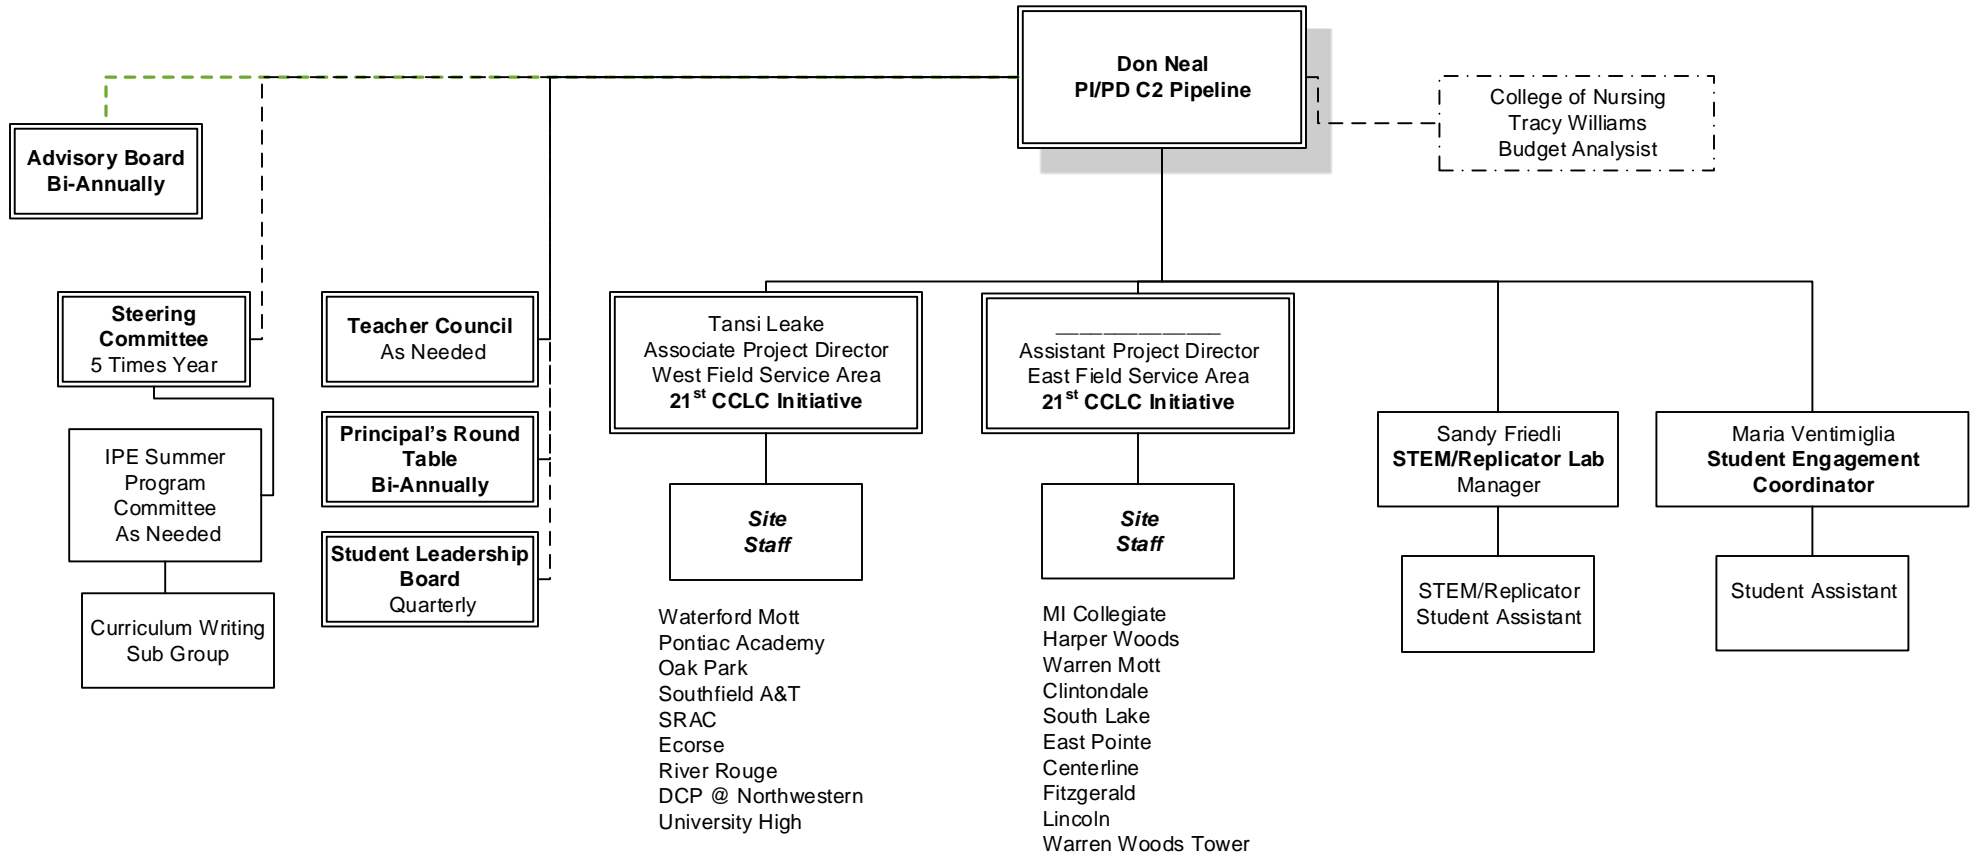 Don Neal
PI/PD C2 Pipeline
College of Nursing
Tracy Williams
Budget Analysist
Advisory Board
Bi-Annually
Steering
Committee
5 Times Year
Teacher Council
As Needed
Tansi Leake
Associate Project Director
West Field Service Area
21st CCLC Initiative
______________
Assistant Project Director
East Field Service Area
21st CCLC Initiative
Principal’s Round
Table
Bi-Annually
Sandy Friedli
STEM/Replicator Lab
Manager
Maria Ventimiglia
Student Engagement
Coordinator
IPE Summer
Program
Committee
As Needed
Site
Staff
Site
Staff
Student Leadership
Board
Quarterly
STEM/Replicator
Student Assistant
Student Assistant
Curriculum Writing
Sub Group
Waterford Mott
Pontiac Academy
Oak Park
Southfield A&T
SRAC
Ecorse
River Rouge
DCP @ Northwestern
University High
MI Collegiate
Harper Woods
Warren Mott
Clintondale
South Lake
East Pointe
Centerline
Fitzgerald
Lincoln
Warren Woods Tower